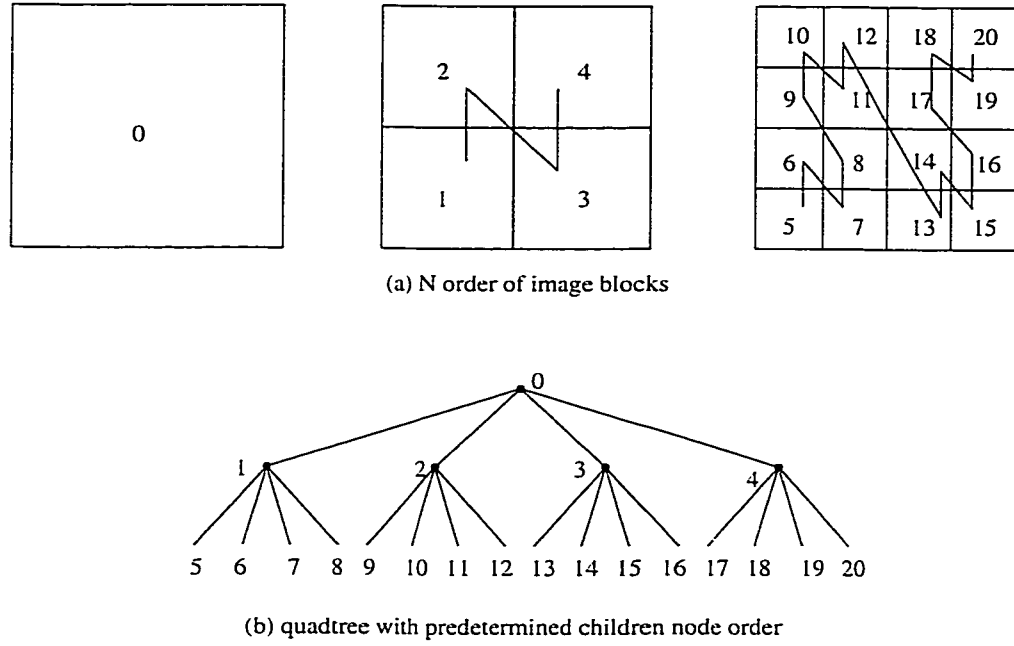 0
2 4
1 3
10 12 18 20
9 11 17 19
6 8 14 16
5 7 13 15
(a) N order of image blocks
0
1 2 3 4
5 6 7 8 9 10 11 12 13 14 15 16 17 18 19 20
(b) quadtree with predetermined children node order